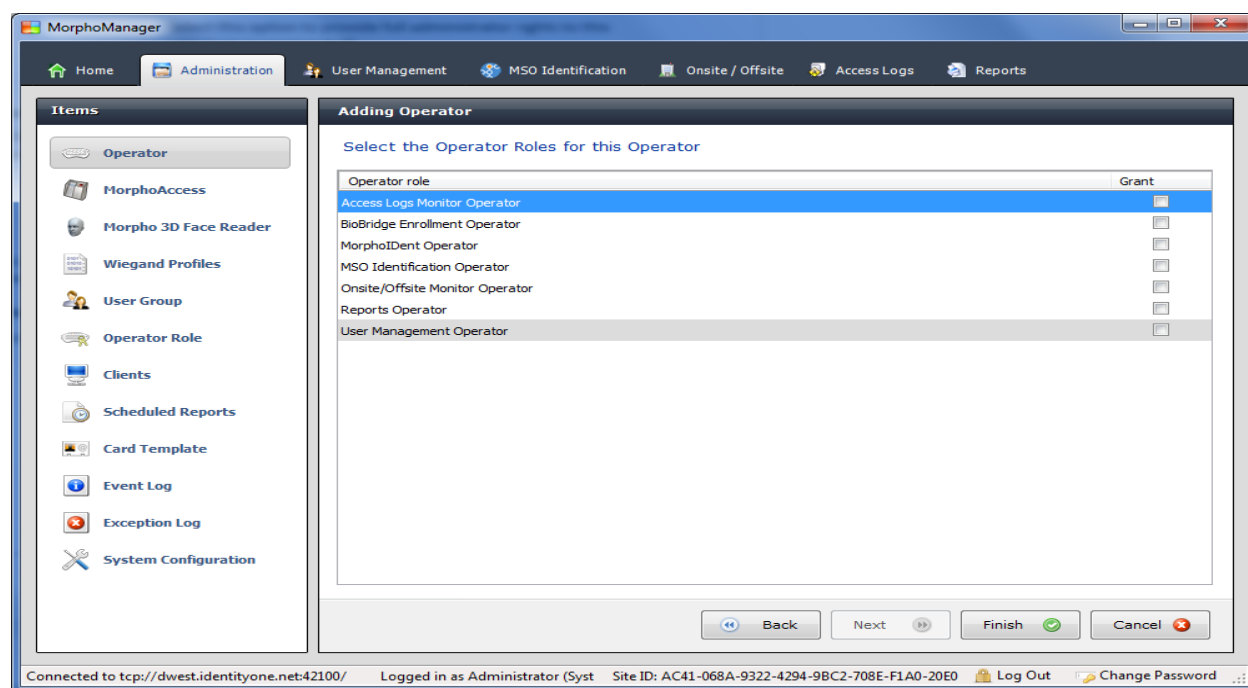 MorphoManager
Home Administration User Management MSO Identification Onsite / Offsite Access Logs Reports
Items
Operator
MorphoAccess
Morpho 3D Face Reader
Wiegand Profiles
User Group
Operator Role
Clients
Scheduled Reports
Card Template
Event Log
Exception Log
System Configuration
Adding Operator
Select the Operator Roles for this Operator
Operator role Grant
Access Logs Monitor Operator
BioBridge Enrollment Operator
MorphoIDent Operator
MSO Identification Operator
Onsite/Offsite Monitor Operator
Reports Operator
User Management Operator
Back Next Finish Cancel
Connected to tcp://dwest.identityone.net:42100/ Logged in as Administrator (Syst Site ID: AC41-068A-9322-4294-9BC2-708E-F1A0-20E0 Log Out Change Password